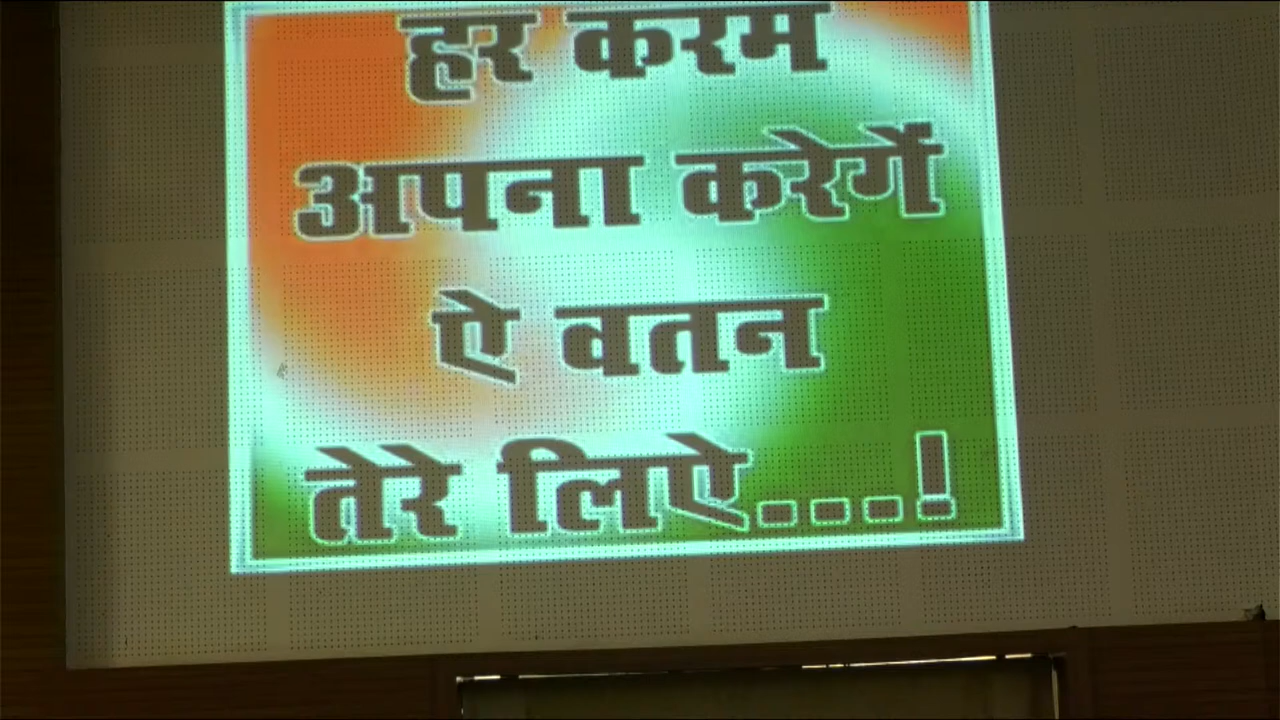 हर करम
अपना करेगें
ऐ वतन
तेरे लिऐ...!